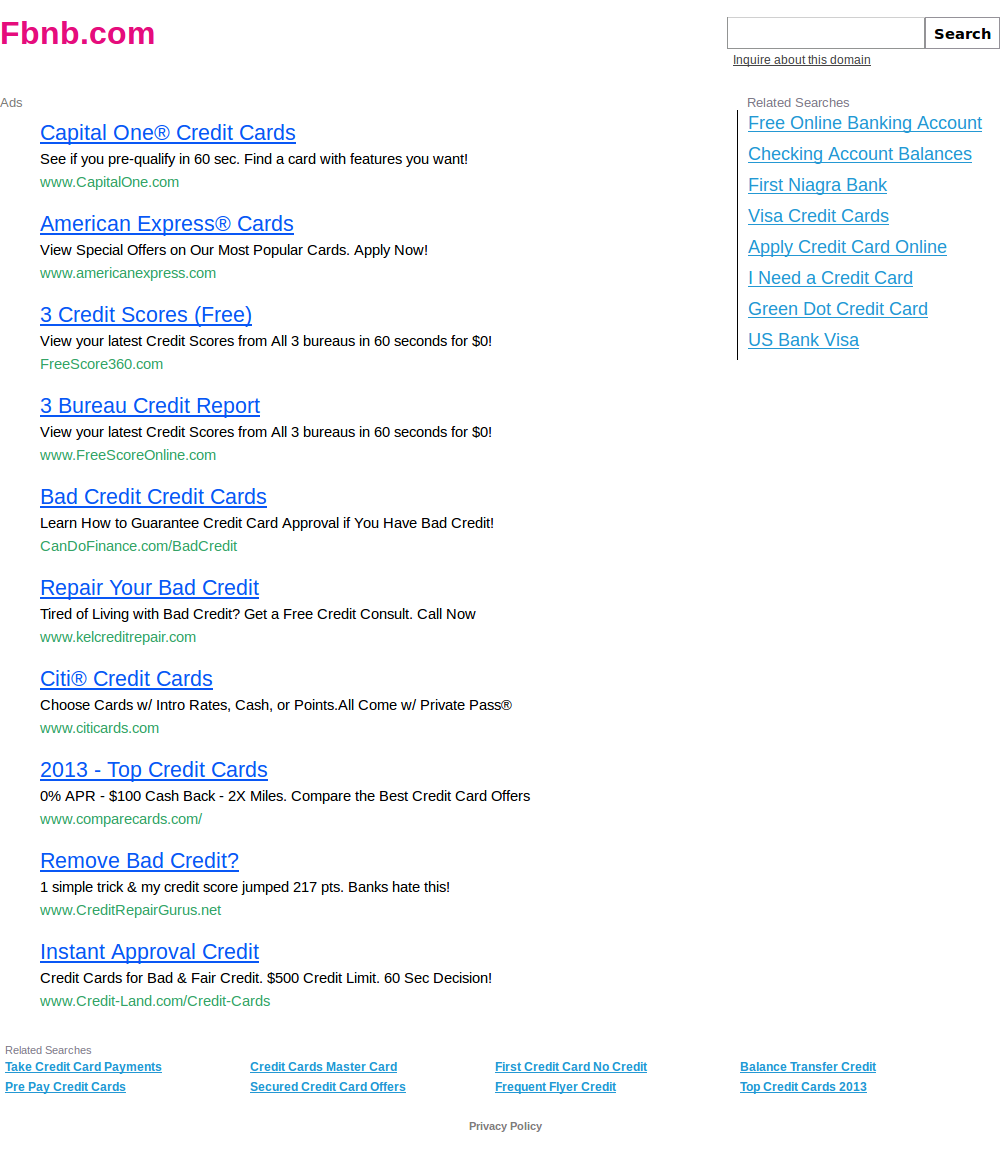 Fbnb.com
Search
Inquire about this domain
Ads
Capital One® Credit Cards
See if you pre-qualify in 60 sec. Find a card with features you want!
www.CapitalOne.com
American Express® Cards
View Special Offers on Our Most Popular Cards. Apply Now!
www.americanexpress.com
3 Credit Scores (Free)
View your latest Credit Scores from All 3 bureaus in 60 seconds for $0!
FreeScore360.com
3 Bureau Credit Report
View your latest Credit Scores from All 3 bureaus in 60 seconds for $0!
www.FreeScoreOnline.com
Bad Credit Credit Cards
Learn How to Guarantee Credit Card Approval if You Have Bad Credit!
CanDoFinance.com/BadCredit
Repair Your Bad Credit
Tired of Living with Bad Credit? Get a Free Credit Consult. Call Now
www.kelcreditrepair.com
Citi® Credit Cards
Choose Cards w/ Intro Rates, Cash, or Points.All Come w/ Private Pass®
www.citicards.com
2013 - Top Credit Cards
0% APR - $100 Cash Back - 2X Miles. Compare the Best Credit Card Offers
www.comparecards.com/
Remove Bad Credit?
1 simple trick & my credit score jumped 217 pts. Banks hate this!
www.CreditRepairGurus.net
Instant Approval Credit
Credit Cards for Bad & Fair Credit. $500 Credit Limit. 60 Sec Decision!
www.Credit-Land.com/Credit-Cards
Related Searches
Free Online Banking Account
Checking Account Balances
First Niagra Bank
Visa Credit Cards
Apply Credit Card Online
I Need a Credit Card
Green Dot Credit Card
US Bank Visa
Related Searches
Take Credit Card Payments
Credit Cards Master Card
First Credit Card No Credit
Balance Transfer Credit
Pre Pay Credit Cards
Secured Credit Card Offers
Frequent Flyer Credit
Top Credit Cards 2013
Privacy Policy